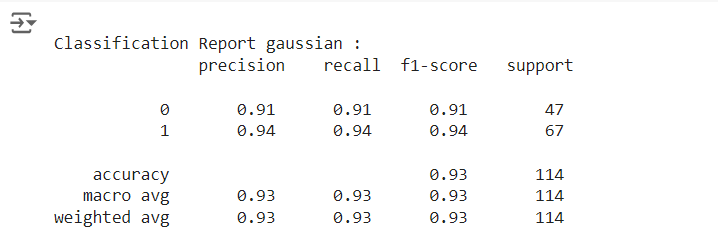 Classification Report gaussian :
precision recall f1-score support
0 0.91 0.91 0.91 47
1 0.94 0.94 0.94 67
accuracy 0.93 114
macro avg 0.93 0.93 0.93 114
weighted avg 0.93 0.93 0.93 114